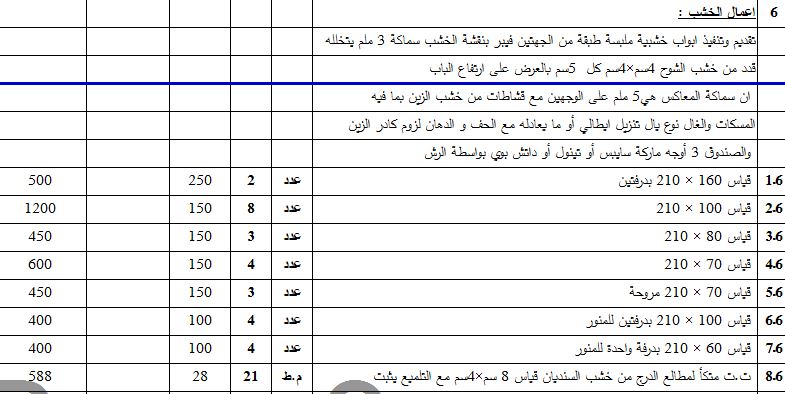 6 اعمال الخشب :
تقديم وتنفيذ ابواب خشبية ملبسة طبقة من الجهتين فيبر بنقشة الخشب سماكة 3 ملم يتخلله
قدد من خشب الشوح 4سم×4سم كل 5سم بالعرض على ارتفاع الباب
ان سماكة المعاكس هي5 ملم على الوجهين مع قشاطات من خشب الزين بما فيه
المسكات والغال نوع يال تنزيل ايطالي أو ما يعادله مع الحف و الدهان لزوم كادر الزين
والصندوق 3 أوجه ماركة سايبس أو تينول أو داتش بوي بواسطة الرش
1-6 قياس 160 × 210 بدرفتين عدد 2 250 500
2-6 قياس 100 × 210 عدد 8 150 1200
3-6 قياس 80 × 210 عدد 3 150 450
4-6 قياس 70 × 210 عدد 4 150 600
5-6 قياس 70 × 210 مروحة عدد 3 150 450
6-6 قياس 100 × 210 بدرفتين للمنور عدد 4 100 400
7-6 قياس 60 × 210 بدرفة واحدة للمنور عدد 4 100 400
8-6 ت.ت متكأ لمطالع الدرج من خشب السنديان قياس 8 سم×4سم مع التلميع يثبت م.ط 21 28 588